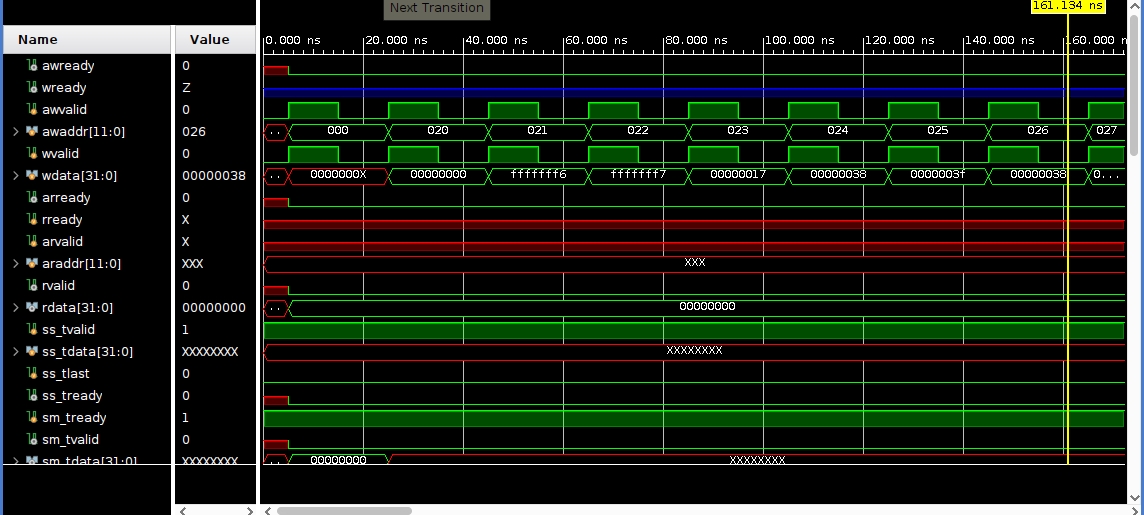 Next Transition
161.134 ns
Name Value
0.000 ns 20.000 ns 40.000 ns 60.000 ns 80.000 ns 100.000 ns 120.000 ns 140.000 ns 160.000 n
awready 0
wready Z
awvalid 0
awaddr[11:0] 026 .. 000 020 021 022 023 024 025 026 027
wvalid 0
wdata[31:0] 00000038 .. 0000000X 00000000 fffffff6 fffffff7 00000017 00000038 0000003f 00000038 0...
arready 0
rready X
arvalid X
araddr[11:0] XXX XXX
rvalid 0
rdata[31:0] 00000000 .. 00000000
ss_tvalid 1
ss_tdata[31:0] XXXXXXXX XXXXXXXX
ss_tlast 0
ss_tready 0
sm_tready 1
sm_tvalid 0
sm_tdata[31:0] XXXXXXXX .. 00000000 XXXXXXXX